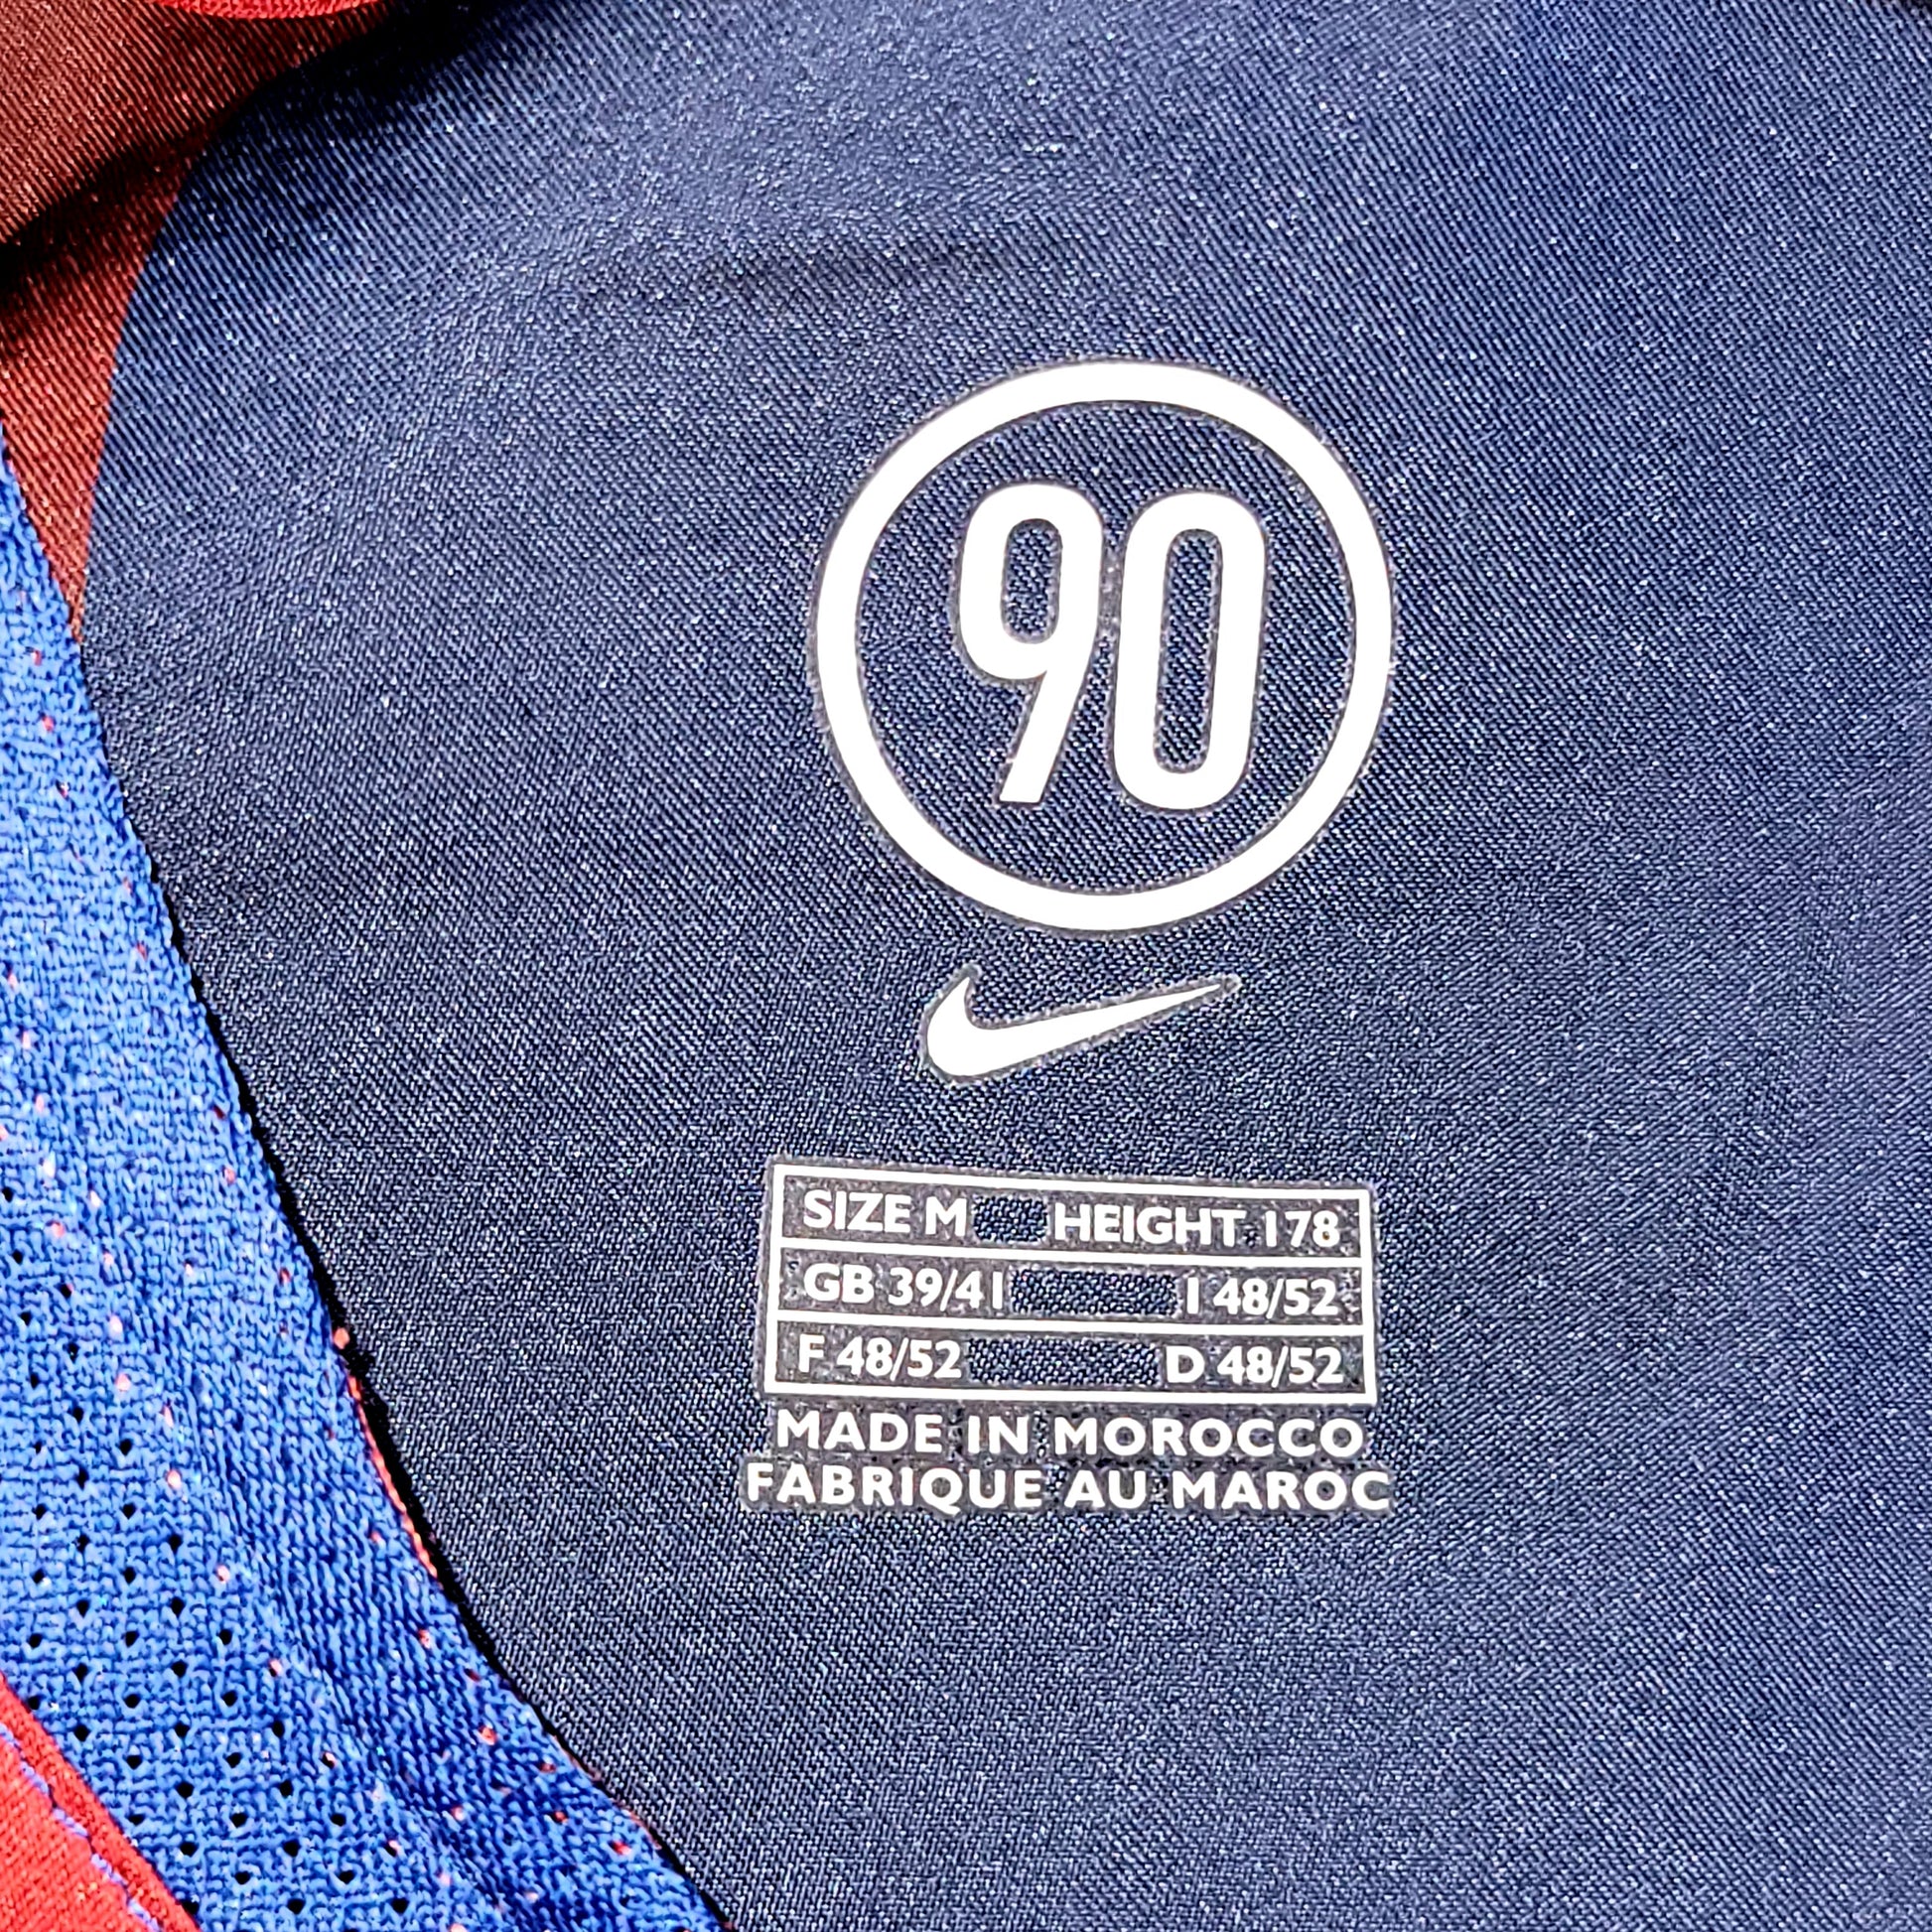 90
SIZE M HEIGHT 178
GB 39/41 I 48/52
F 48/52 D 48/52
MADE IN MOROCCO
FABRIQUE AU MAROC